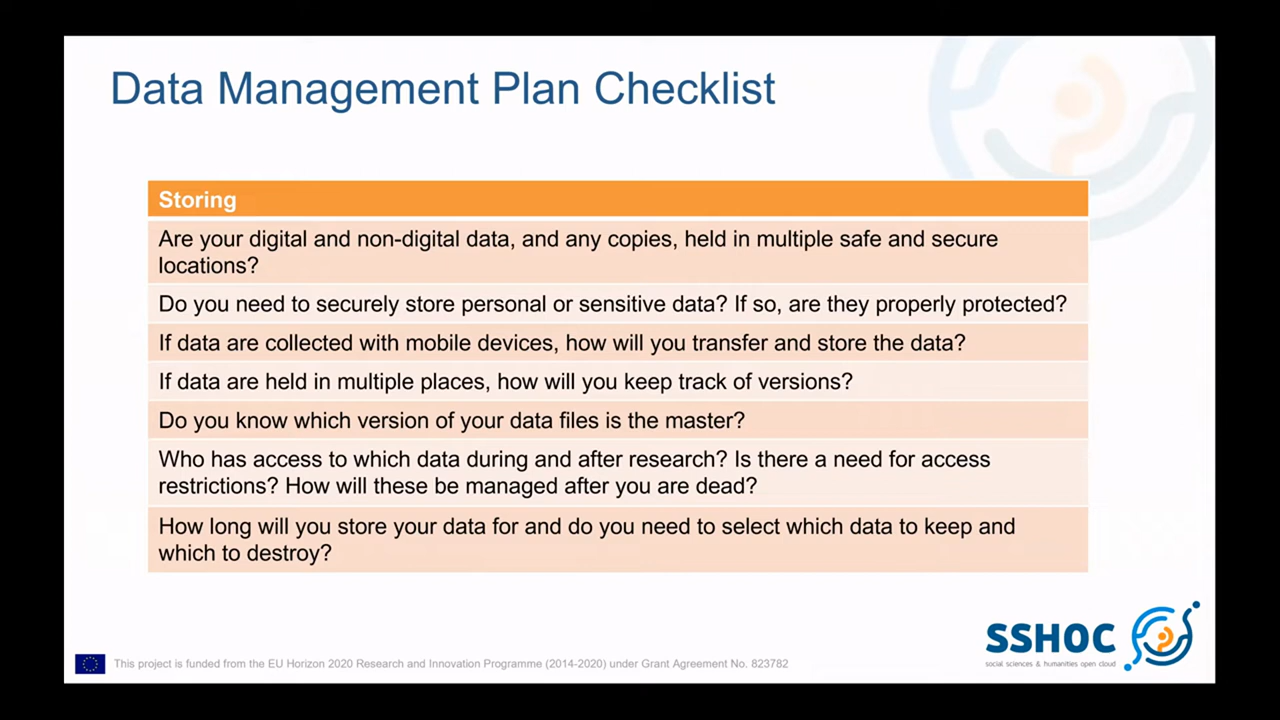 Data Management Plan Checklist
Storing
Are your digital and non-digital data, and any copies, held in multiple safe and secure
locations?
Do you need to securely store personal or sensitive data? If so, are they properly protected?
If data are collected with mobile devices, how will you transfer and store the data?
If data are held in multiple places, how will you keep track of versions?
Do you know which version of your data files is the master?
Who has access to which data during and after research? Is there a need for access
restrictions? How will these be managed after you are dead?
How long will you store your data for and do you need to select which data to keep and
which to destroy?
SSHOC
social sciences & humanities open cloud
This project is funded from the EU Horizon 2020 Research and Innovation Programme (2014-2020) under Grant Agreement No. 823782